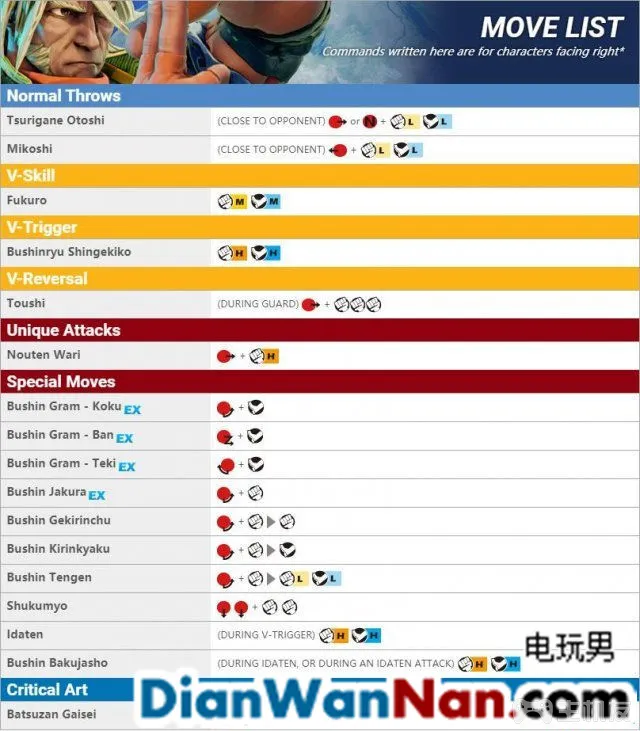 MOVE LIST
Commands written here are for characters facing right*
Normal Throws
Tsurigane Otoshi (CLOSE TO OPPONENT) or N + L L
Mikoshi (CLOSE TO OPPONENT) + L L
V-Skill
Fukuro M M
V-Trigger
Bushinryu Shingekiko H H
V-Reversal
Toushi (DURING GUARD) +
Unique Attacks
Nouten Wari + H
Special Moves
Bushin Gram - Koku EX +
Bushin Gram - Ban EX +
Bushin Gram - Teki EX +
Bushin Jakura EX +
Bushin Gekirinchu +
Bushin Kirinkyaku +
Bushin Tengen + L L
Shukumyo +
Idaten (DURING V-TRIGGER) H H
Bushin Bakujasho (DURING IDATEN, OR DURING AN IDATEN ATTACK) H H
电玩男
Critical Art
DianWanNan.com
Batsuzan Gaisei